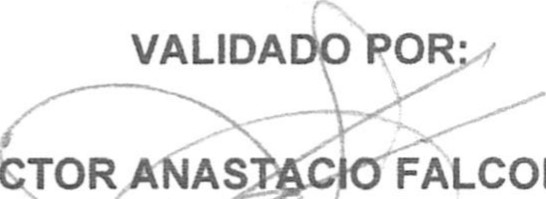 VALIDADO POR:
CTOR ANASTACIO FALCO